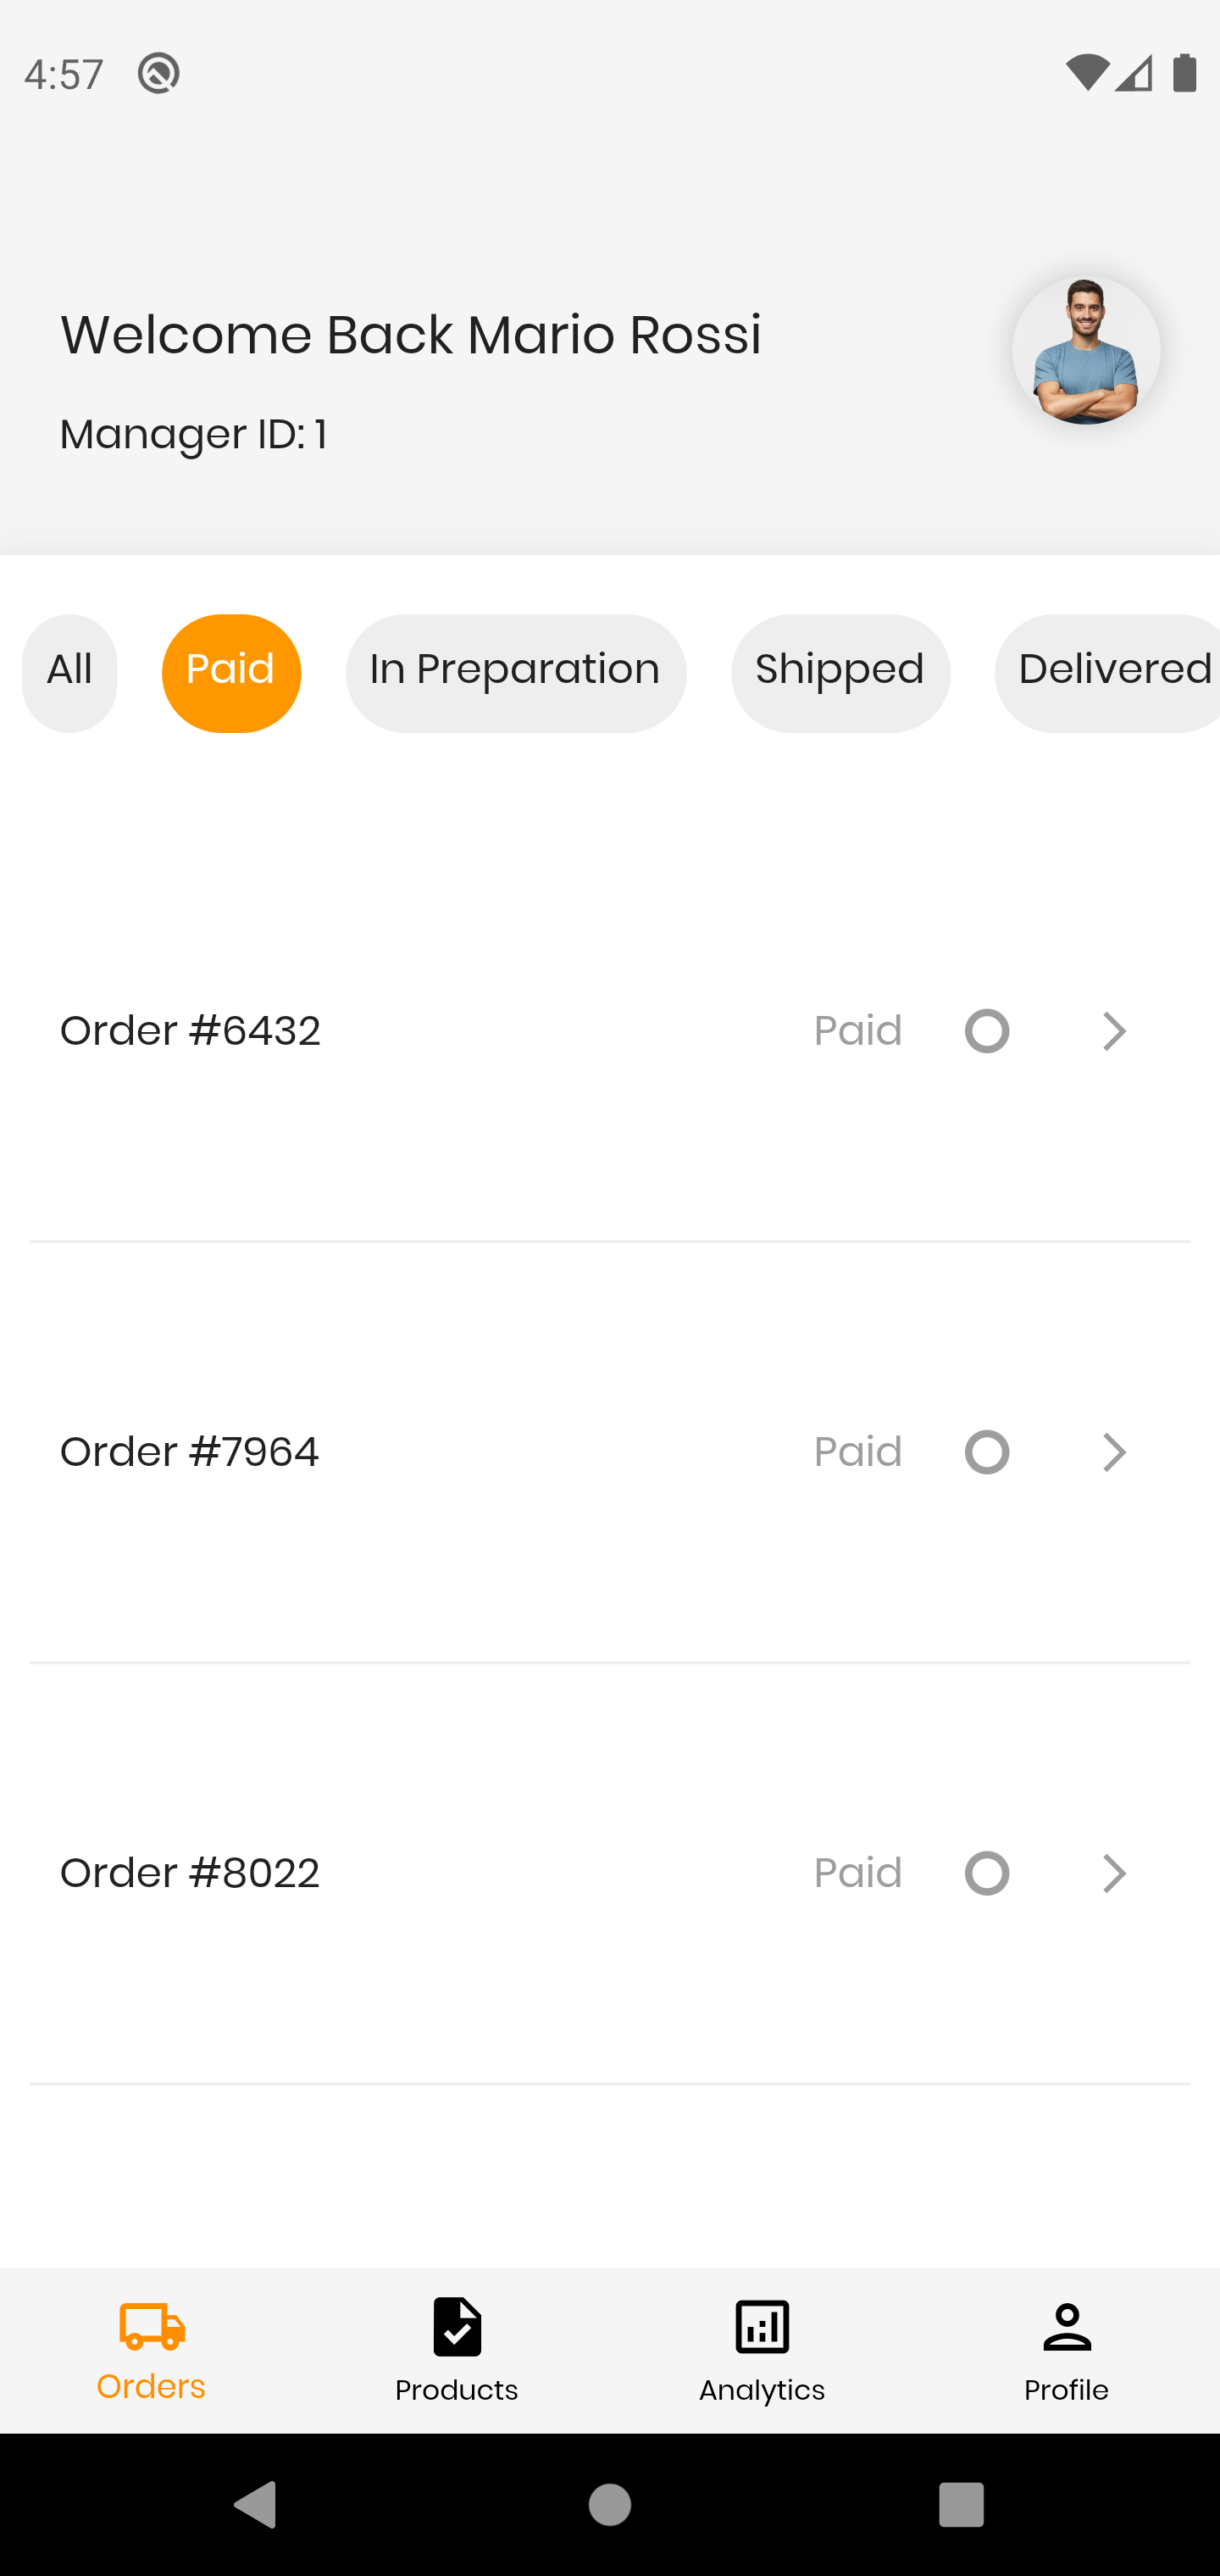 4:57
Welcome Back Mario Rossi
Manager ID: 1
All Paid In Preparation Shipped Delivered
Order #6432 Paid
Order #7964 Paid
Order #8022 Paid
Orders Products Analytics Profile